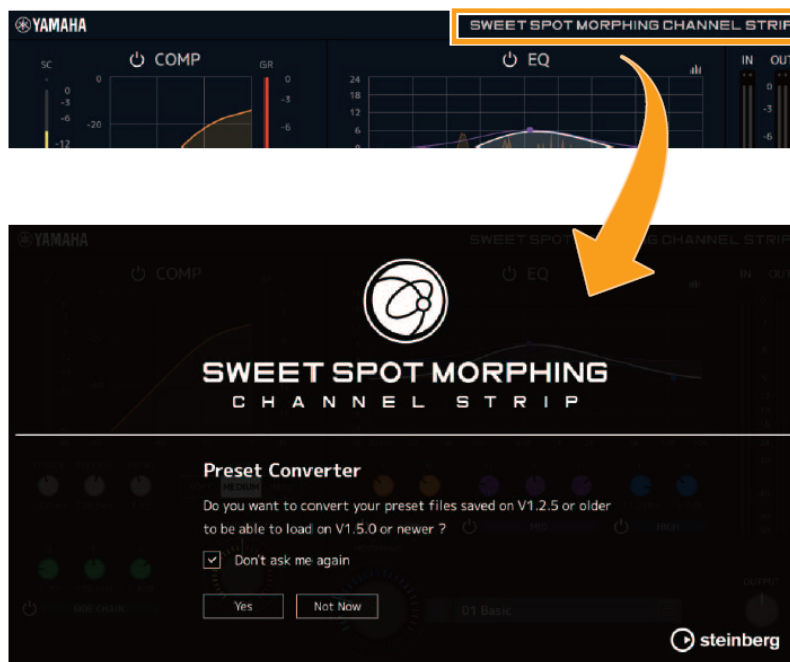 YAMAHA
SWEET SPOT MORPHING CHANNEL STRIP
SC
COMP
GR
EQ
IN
OUT
0
-3
-6
-12
0
-20
0
-3
-6
24
18
12
6
0
0
-3
-6
YAMAHA
SWEET SPOT
G CHANNEL STRIP
COMP
EQ
IN
OUT
SWEET SPOT MORPHING
CHANNEL STRIP
Preset Converter
Do you want to convert your preset files saved on V1.2.5 or older
to be able to load on V1.5.0 or newer ?
MEDIUM
Don't ask me again
Yes
Not Now
01 Basic
OUTPUT
steinberg